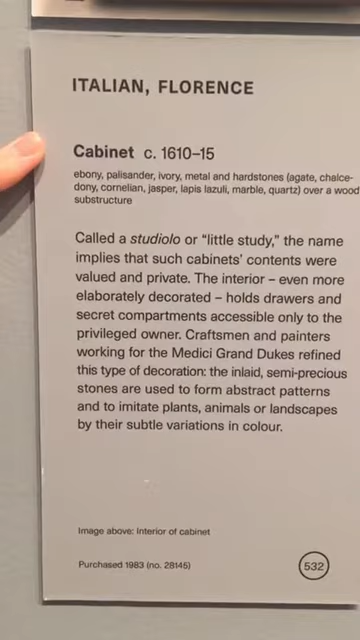 ITALIAN, FLORENCE
Cabinet c. 1610–15
ebony, palisander, ivory, metal and hardstones (agate, chalce-
dony, cornelian, jasper, lapis lazuli, marble, quartz) over a wood
substructure
Called a studiolo or “little study,” the name
implies that such cabinets’ contents were
valued and private. The interior – even more
elaborately decorated – holds drawers and
secret compartments accessible only to the
privileged owner. Craftsmen and painters
working for the Medici Grand Dukes refined
this type of decoration: the inlaid, semi-precious
stones are used to form abstract patterns
and to imitate plants, animals or landscapes
by their subtle variations in colour.
Image above: Interior of cabinet
Purchased 1983 (no. 28145)
532